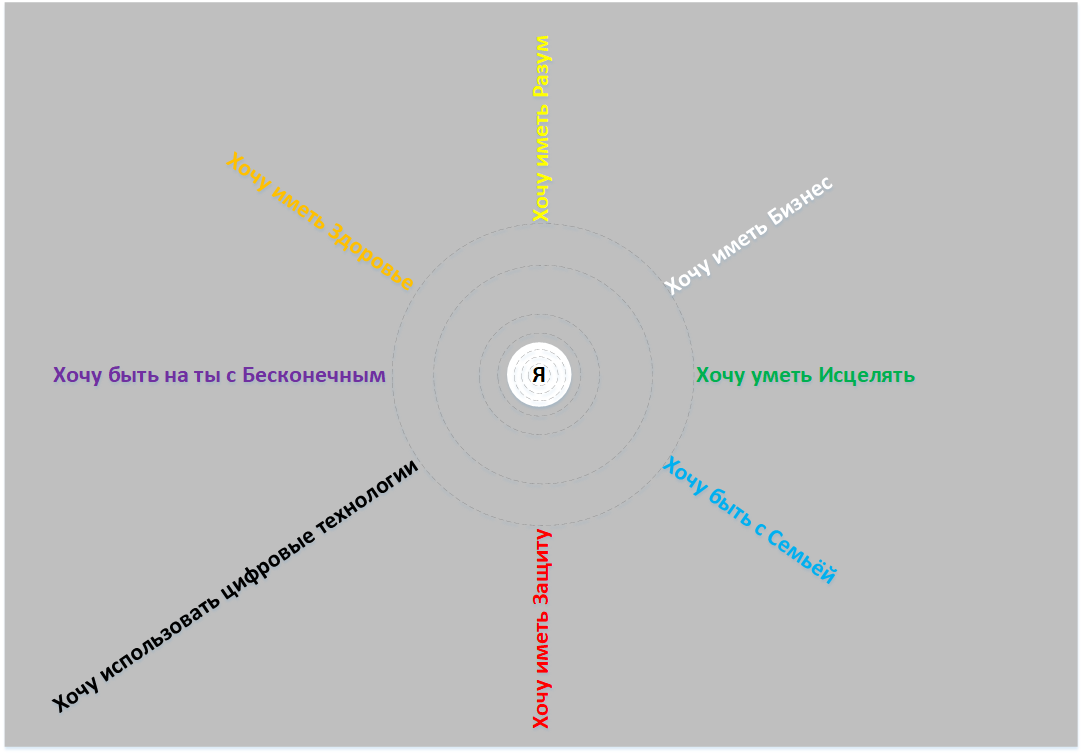 Хочу иметь Разум
Хочу иметь Здоровье
Хочу иметь Бизнес
Хочу быть на ты с Бесконечным
Я
Хочу уметь Исцелять
Хочу использовать цифровые технологии
Хочу быть с Семьёй
Хочу иметь Защиту